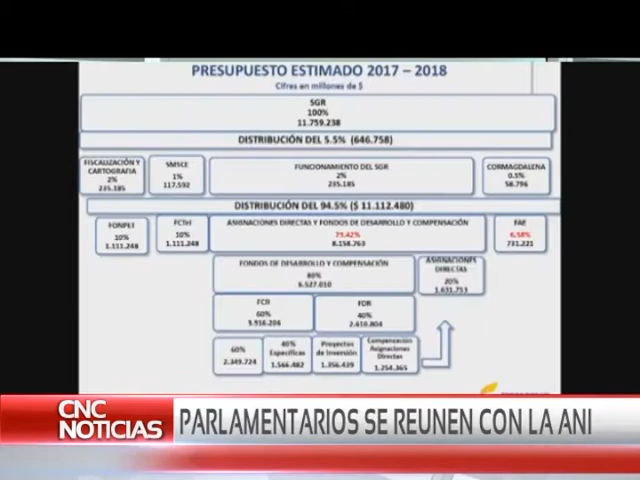 PRESUPUESTO ESTIMADO 2017 – 2018
Cifras en millones de $
SGR
100%
11.759.238
DISTRIBUCIÓN DEL 5.5% (646.758)
FISCALIZACIÓN Y CARTOGRAFIA
2%
235.185
SMSCE
1%
117.592
FUNCIONAMIENTO DEL SGR
2%
235.185
CORMAGDALENA
0.5%
58.796
DISTRIBUCIÓN DEL 94.5% ($ 11.112.480)
FONPET
10%
1.111.248
FCTeI
10%
1.111.248
ASIGNACIONES DIRECTAS Y FONDOS DE DESARROLLO Y COMPENSACIÓN
73.42%
8.158.763
FAE
6.58%
731.221
FONDOS DE DESARROLLO Y COMPENSACIÓN
80%
6.527.010
ASIGNACIONES DIRECTAS
20%
1.631.753
FCR
60%
3.916.206
FDR
40%
2.610.804
60%
2.349.724
40%
Específicas
1.566.482
Proyectos
de Inversión
1.356.439
Compensación
Asignaciones
Directas
1.254.365
CNC
NOTICIAS
PARLAMENTARIOS SE REUNEN CON LA ANI